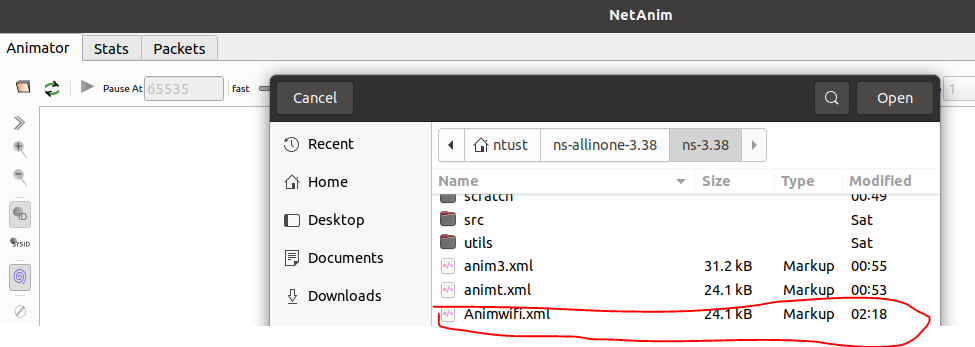 NetAnim
Animator Stats Packets
Pause At 65535 fast 1
Cancel Open
ntust ns-allinone-3.38 ns-3.38
Recent
Home
Desktop
Documents
Downloads
Name Size Type Modified
scratch 00:49
src Sat
utils Sat
anim3.xml 31.2 kB Markup 00:55
animt.xml 24.1 kB Markup 00:53
Animwifi.xml 24.1 kB Markup 02:18
ID
SYSID